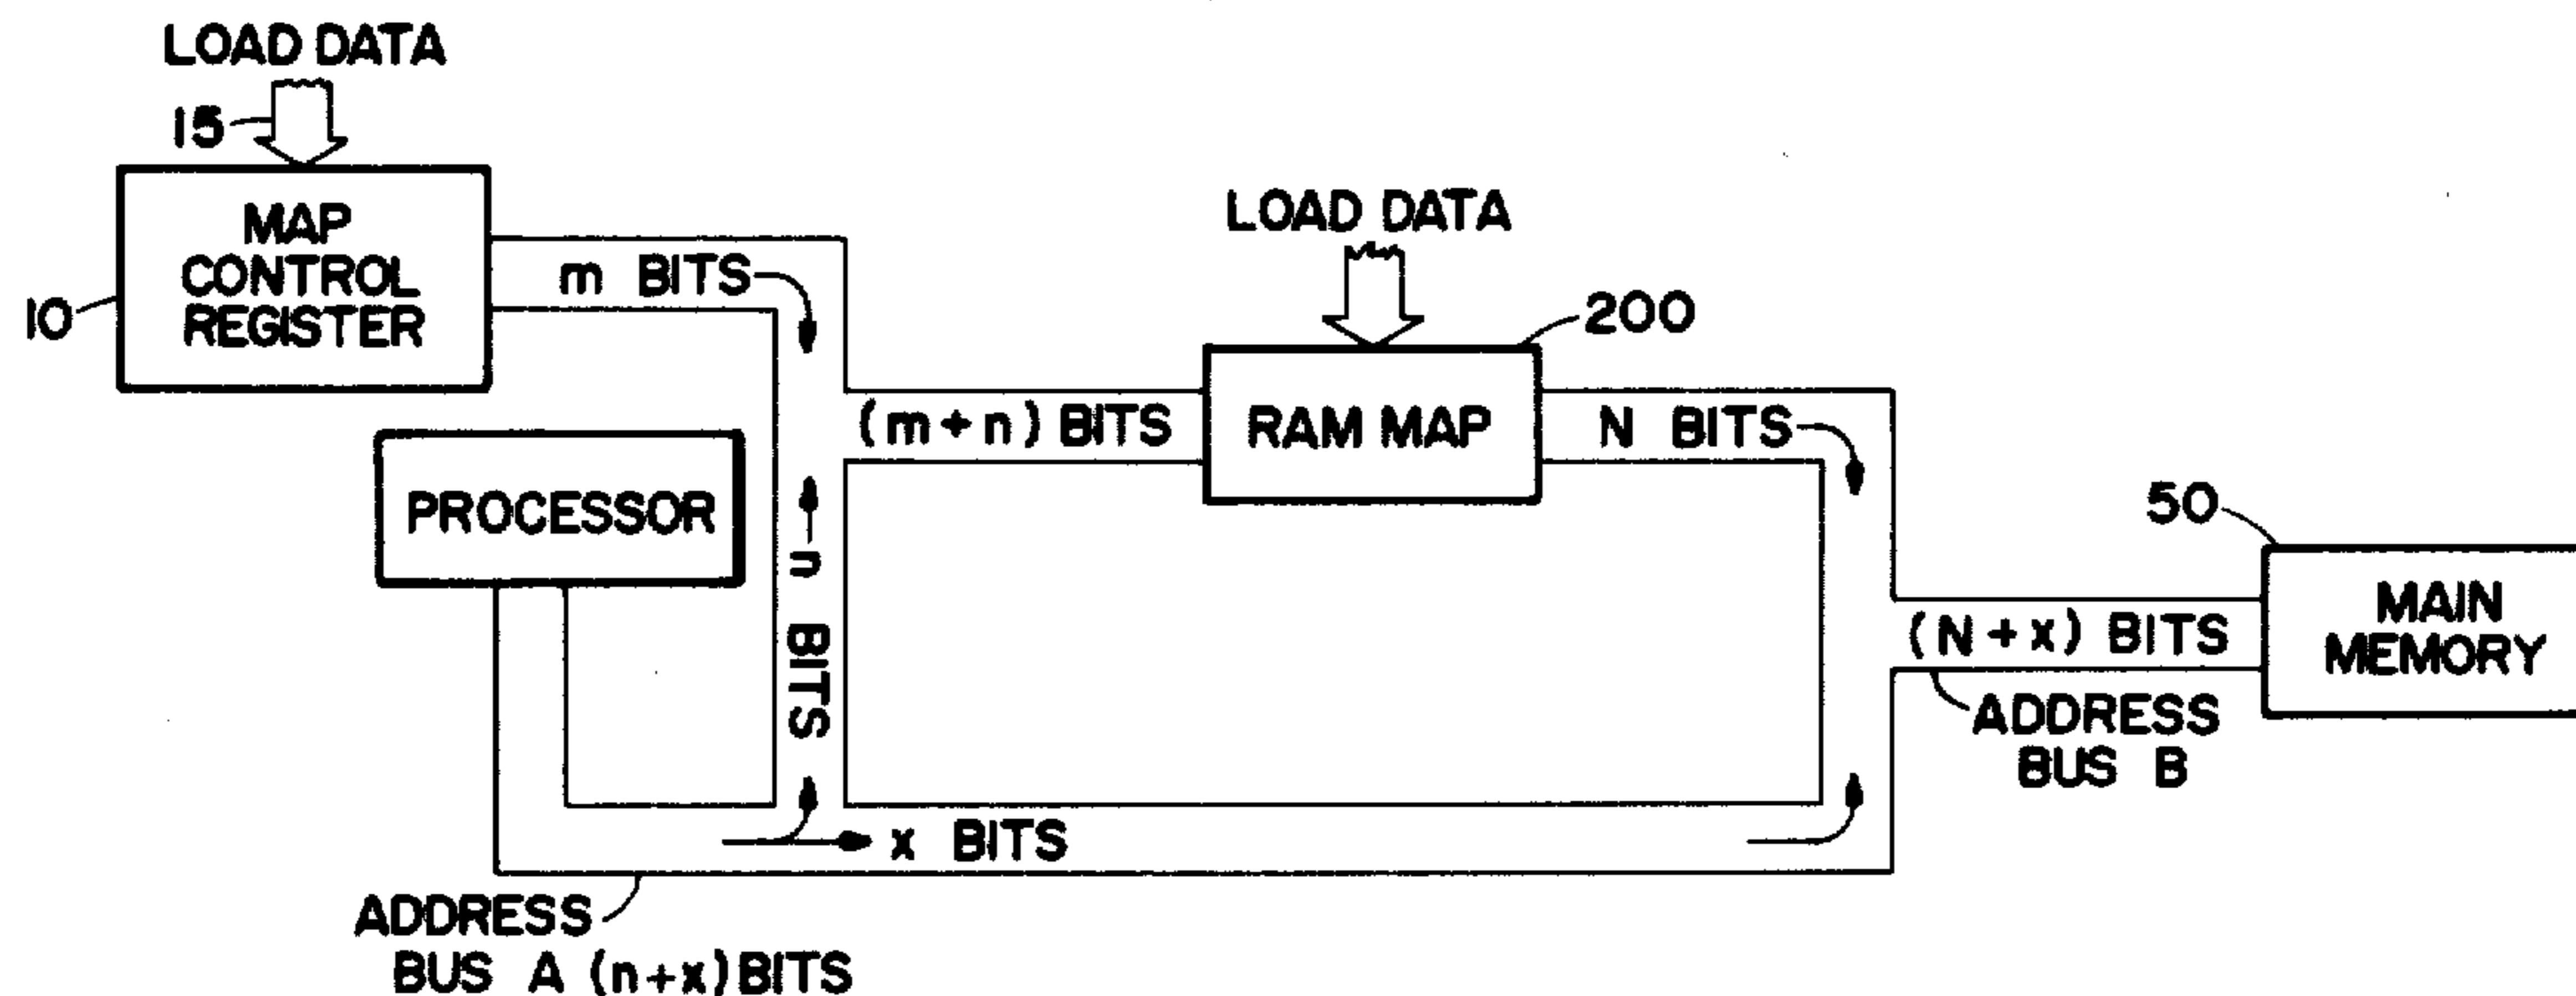 LOAD DATA
15
MAP
CONTROL
REGISTER
10
m BITS
LOAD DATA
200
(m+n) BITS
RAM MAP
N BITS
PROCESSOR
n BITS
50
MAIN
MEMORY
(N+x) BITS
ADDRESS
BUS B
x BITS
ADDRESS
BUS A (n+x) BITS